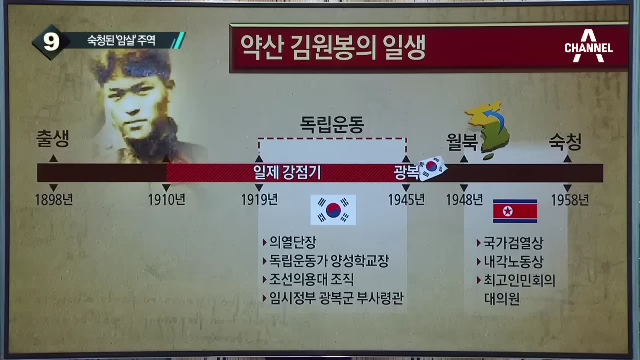 9 숙청된 '암살' 주역
약산 김원봉의 일생
CHANNEL A
출생
독립운동
월북
숙청
일제 강점기
광복
1898년
1910년
1919년
1945년
1948년
1958년
▸의열단장
▸독립운동가 양성학교장
▸조선의용대 조직
▸임시정부 광복군 부사령관
▸국가검열상
▸내각노동상
▸최고인민회의
대의원